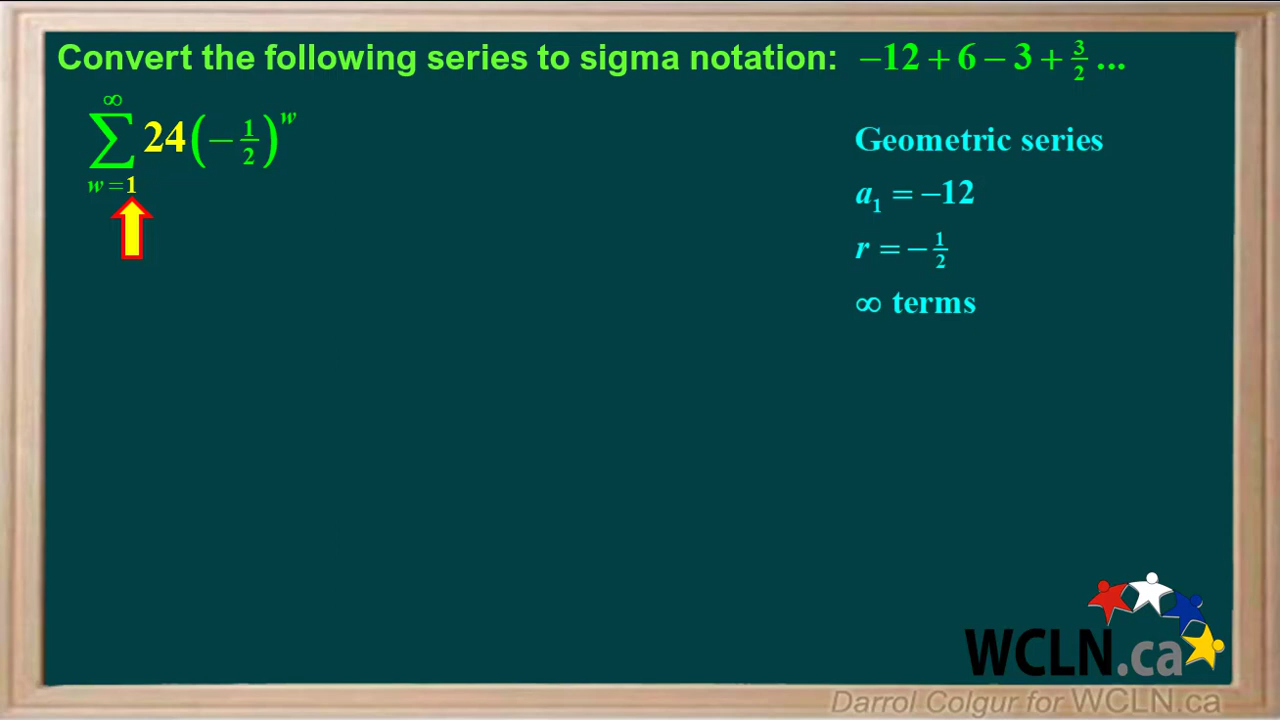 Convert the following series to sigma notation: −12 + 6 − 3 + 3/2 ...
∞
∑ 24(−1/2)^w
w = 1
Geometric series
a₁ = −12
r = −1/2
∞ terms
WCLN.ca
Darrol Colgur for WCLN.ca